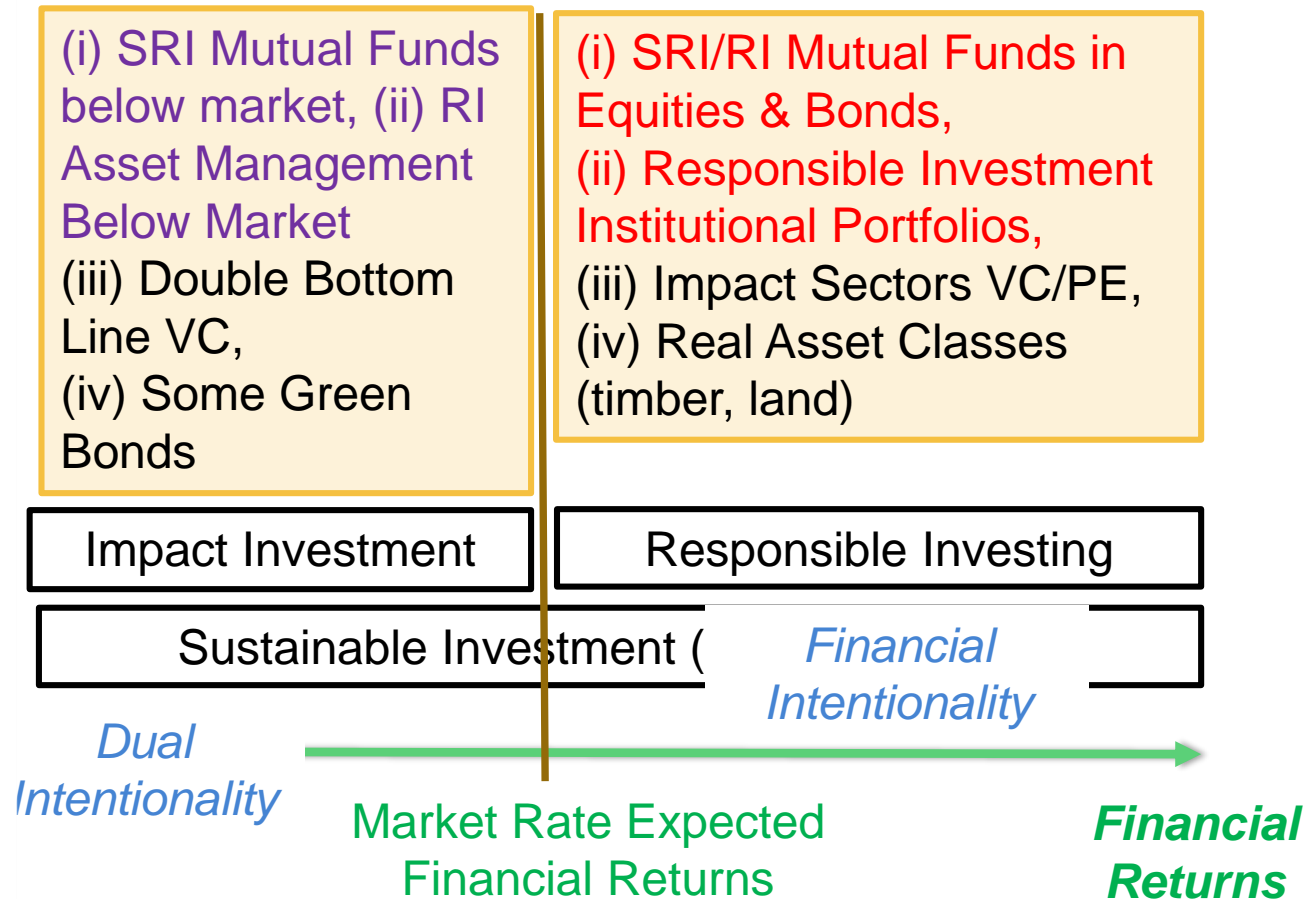 (i) SRI Mutual Funds
below market, (ii) RI
Asset Management
Below Market
(iii) Double Bottom
Line VC,
(iv) Some Green
Bonds
(i) SRI/RI Mutual Funds in
Equities & Bonds,
(ii) Responsible Investment
Institutional Portfolios,
(iii) Impact Sectors VC/PE,
(iv) Real Asset Classes
(timber, land)
Impact Investment
Responsible Investing
Sustainable Investment (
Financial
Intentionality
Dual
Intentionality
Market Rate Expected
Financial Returns
Financial
Returns